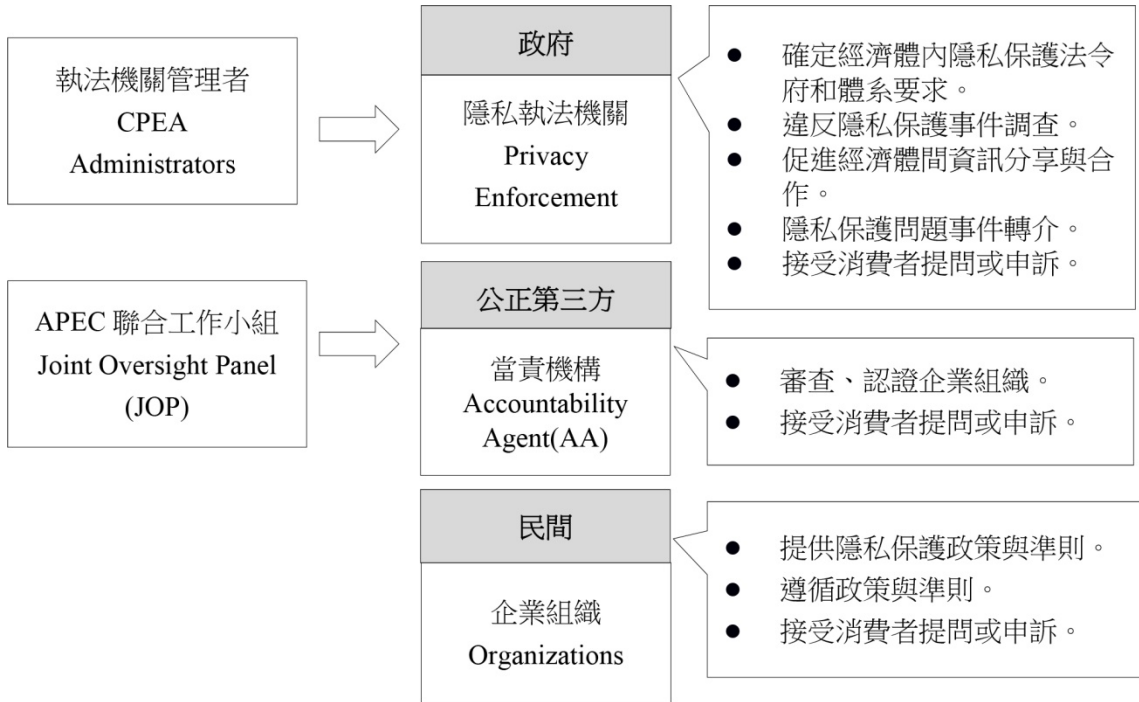 執法機關管理者
CPEA
Administrators
政府
隱私執法機關
Privacy
Enforcement
● 確定經濟體內隱私保護法令
府和體系要求。
● 違反隱私保護事件調查。
● 促進經濟體間資訊分享與合
作。
● 隱私保護問題事件轉介。
● 接受消費者提問或申訴。
APEC 聯合工作小組
Joint Oversight Panel
(JOP)
公正第三方
當責機構
Accountability
Agent(AA)
● 審查、認證企業組織。
● 接受消費者提問或申訴。
民間
企業組織
Organizations
● 提供隱私保護政策與準則。
● 遵循政策與準則。
● 接受消費者提問或申訴。